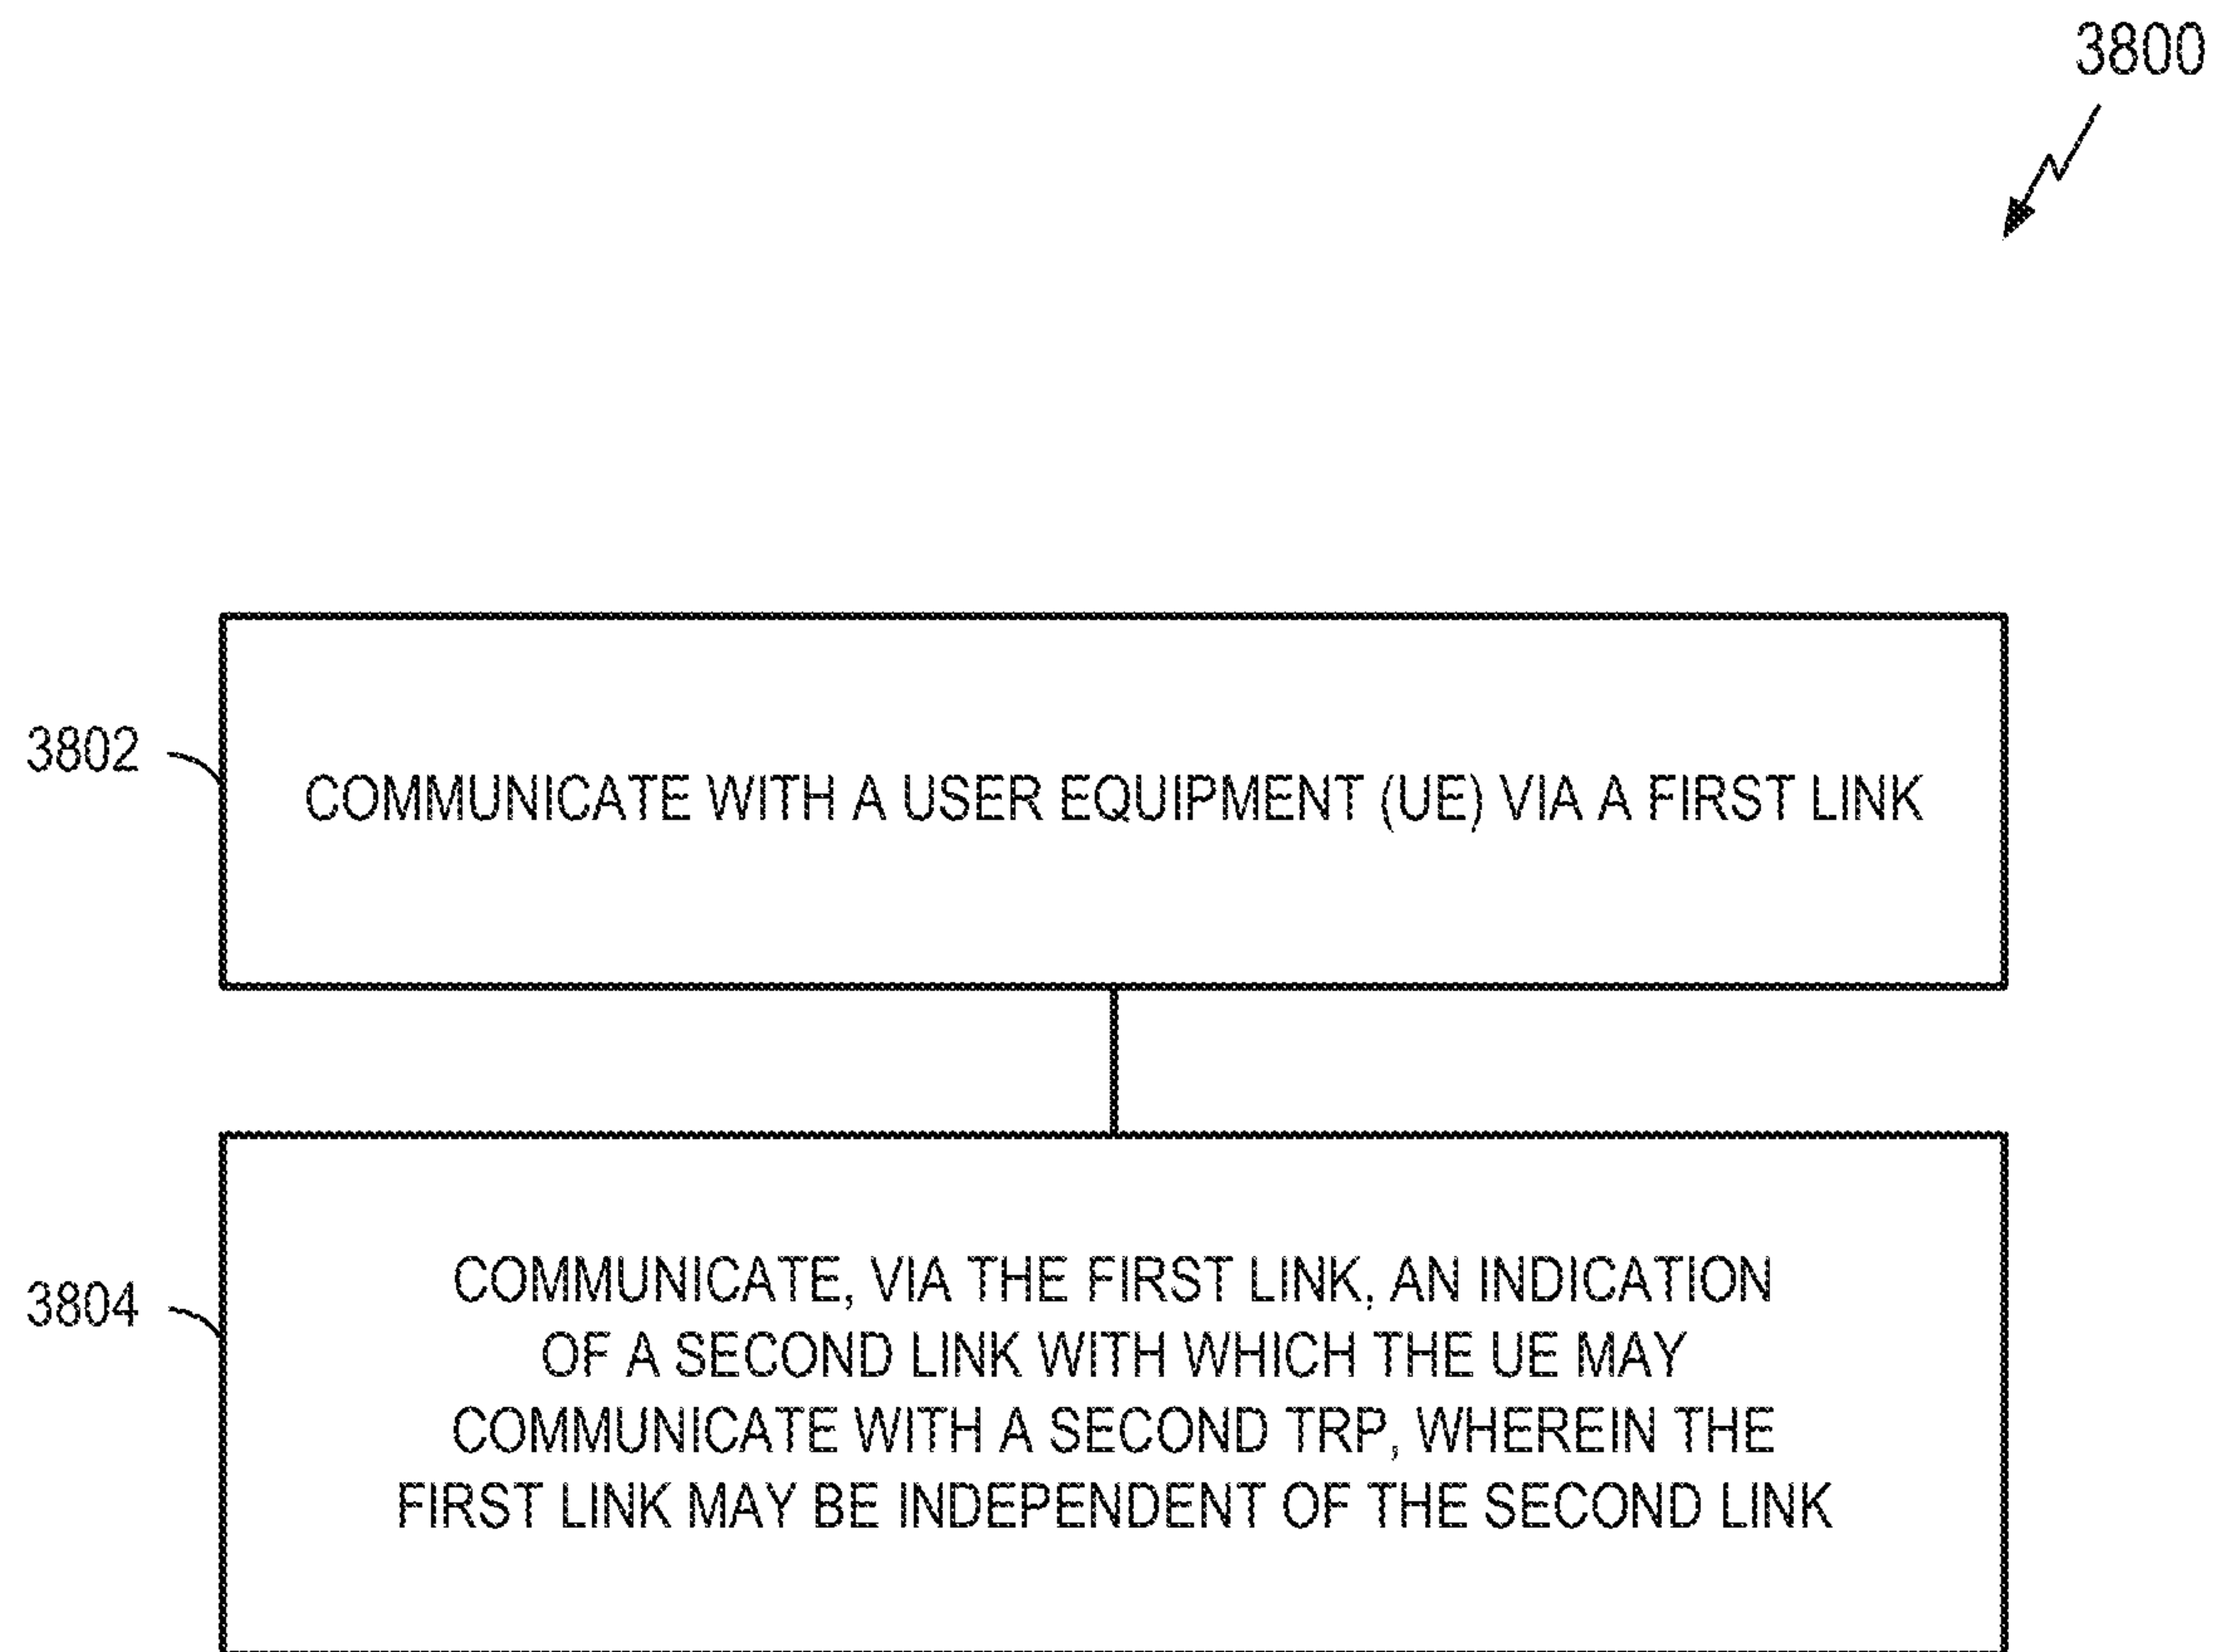 3800
3802
COMMUNICATE WITH A USER EQUIPMENT (UE) VIA A FIRST LINK
3804
COMMUNICATE, VIA THE FIRST LINK, AN INDICATION
OF A SECOND LINK WITH WHICH THE UE MAY
COMMUNICATE WITH A SECOND TRP, WHEREIN THE
FIRST LINK MAY BE INDEPENDENT OF THE SECOND LINK